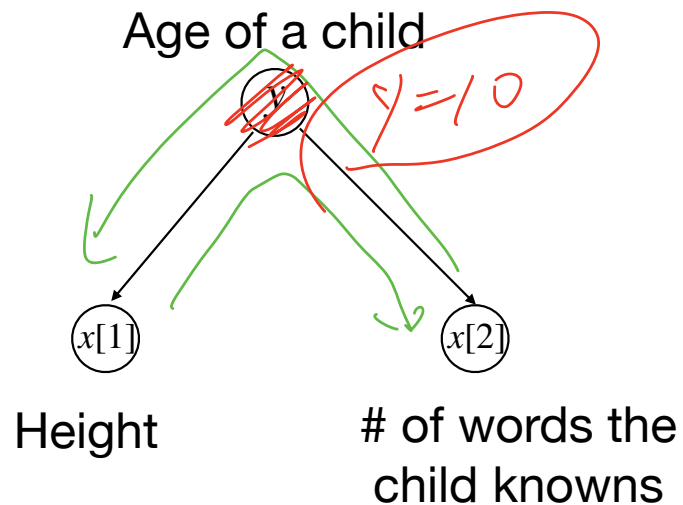 Age of a child
y
y=10
x[1]
x[2]
Height
# of words the
child knowns